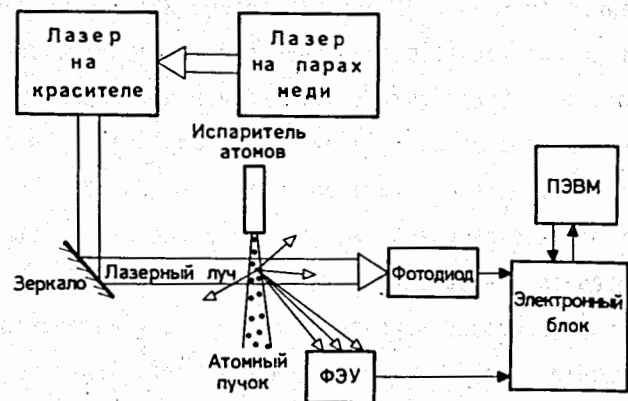 Лазер
на
красителе
Лазер
на парах
меди
Испаритель
атомов
ПЭВМ
Зеркало
Лазерный луч
Фотодиод
Электронный
блок
Атомный
пучок
ФЭУ